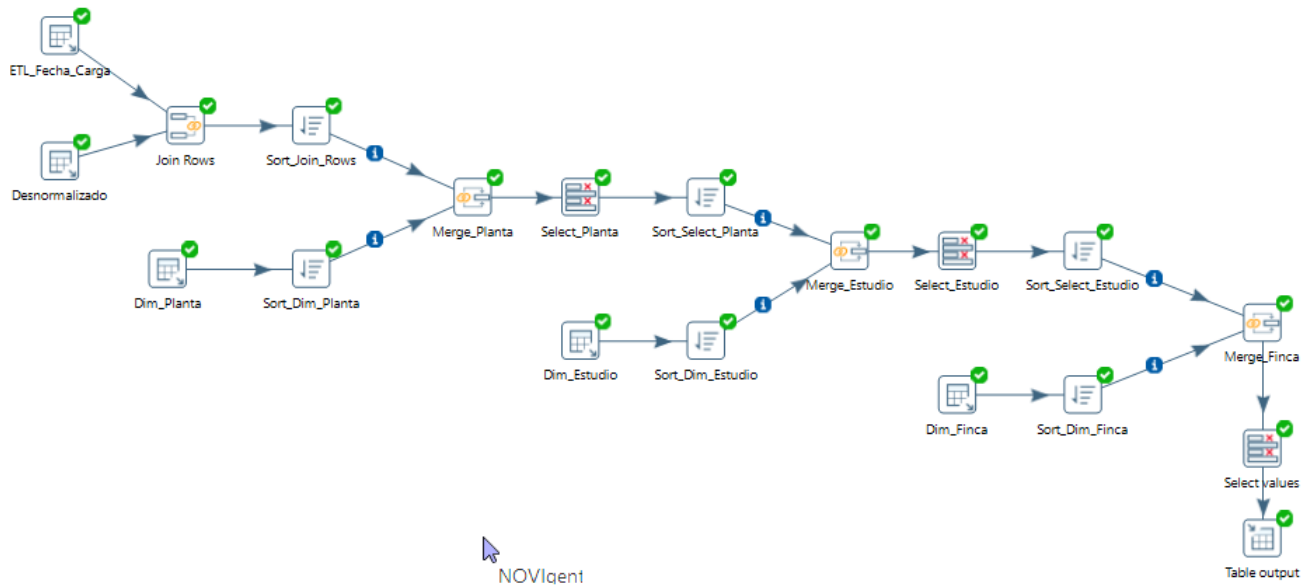 ETL_Fecha_Carga
Desnormalizado
Join Rows
Sort_Join_Rows
Dim_Planta
Sort_Dim_Planta
Merge_Planta
Select_Planta
Sort_Select_Planta
Dim_Estudio
Sort_Dim_Estudio
Merge_Estudio
Select_Estudio
Sort_Select_Estudio
Dim_Finca
Sort_Dim_Finca
Merge_Finca
Select values
Table output
NOVIgent